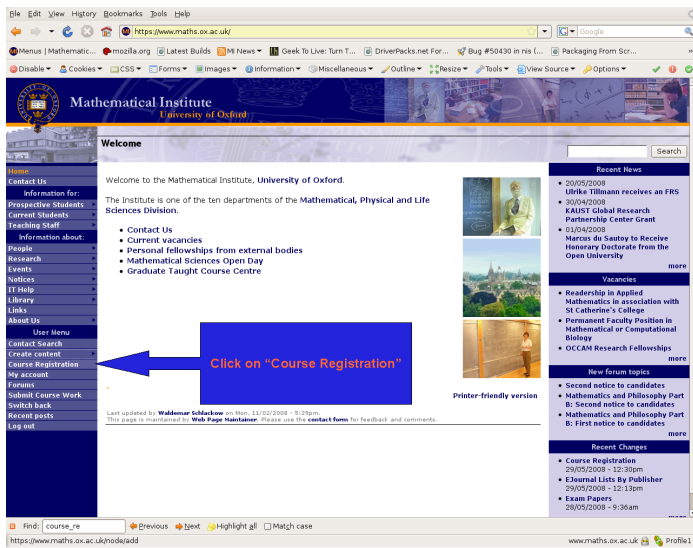 File Edit View History Bookmarks Tools Help
https://www.maths.ox.ac.uk/
Google
Menus | Mathematic... mozilla.org Latest Builds MI News Geek To Live: Turn T... DriverPacks.net For... Bug #50430 in nis (... Packaging From Scr...
Disable Cookies CSS Forms Images Information Miscellaneous Outline Resize Tools View Source Options
Mathematical Institute
University of Oxford
Welcome
Search
Home
Contact Us
Information for:
Prospective Students
Current Students
Teaching Staff
Information about:
People
Research
Events
Notices
IT Help
Library
Links
About Us
User Menu
Contact Search
Create content
Course Registration
My account
Forums
Submit Course Work
Switch back
Recent posts
Log out
Welcome to the Mathematical Institute, University of Oxford.
The Institute is one of the ten departments of the Mathematical, Physical and Life
Sciences Division.
• Contact Us
• Current vacancies
• Personal fellowships from external bodies
• Mathematical Sciences Open Day
• Graduate Taught Course Centre
Click on “Course Registration”
Printer-friendly version
Last updated by Waldemar Schlackow on Mon, 11/02/2008 - 5:29pm.
This page is maintained by Web Page Maintainer. Please use the contact form for feedback and comments.
Recent News
• 20/05/2008
Ulrike Tillmann receives an FRS
• 30/04/2008
KAUST Global Research
Partnership Center Grant
• 01/04/2008
Marcus du Sautoy to Receive
Honorary Doctorate from the
Open University
more
Vacancies
• Readership in Applied
Mathematics in association with
St Catherine's College
• Permanent Faculty Position in
Mathematical or Computational
Biology
• OCCAM Research Fellowships
more
New forum topics
• Second notice to candidates
• Mathematics and Philosophy Part
B: Second notice to candidates
• Mathematics and Philosophy Part
B: First notice to candidates
more
Recent Changes
• Course Registration
29/05/2008 - 12:30pm
• EJournal Lists By Publisher
29/05/2008 - 12:13pm
• Exam Papers
28/05/2008 - 9:36am
more
Find: course_re Previous Next Highlight all Match case
https://www.maths.ox.ac.uk/node/add
www.maths.ox.ac.uk Profile1